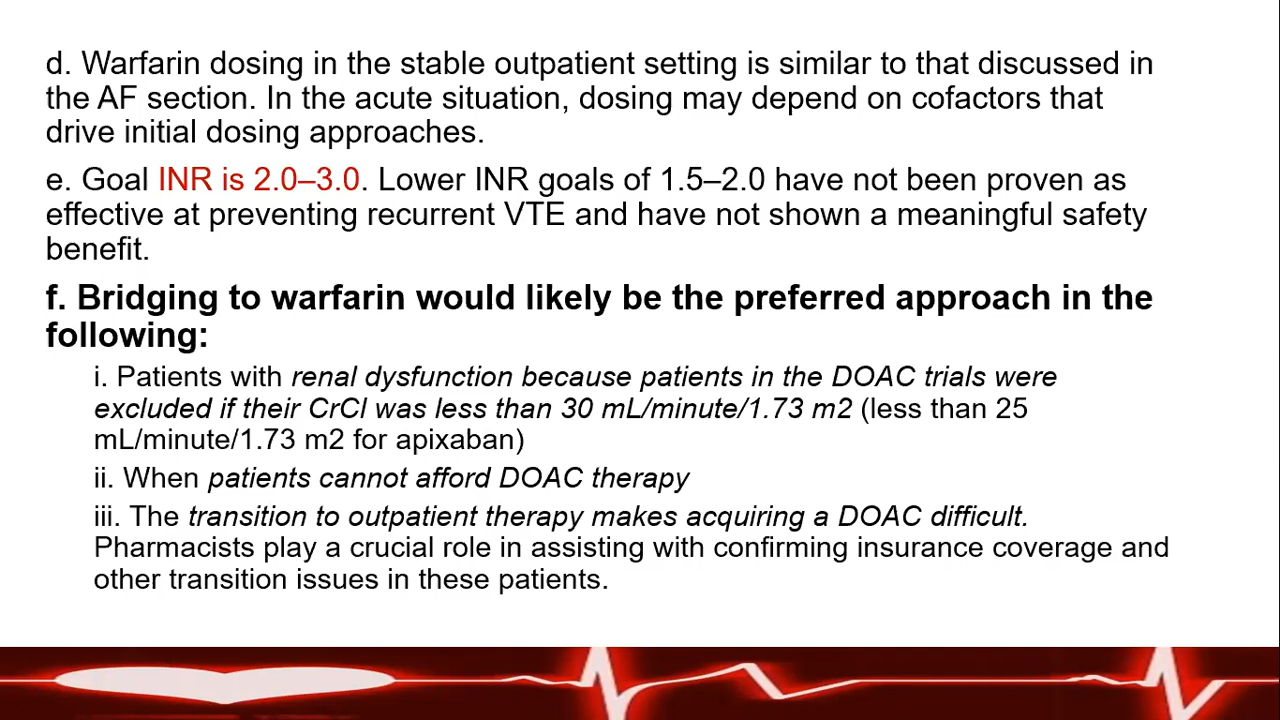 d. Warfarin dosing in the stable outpatient setting is similar to that discussed in
the AF section. In the acute situation, dosing may depend on cofactors that
drive initial dosing approaches.
e. Goal INR is 2.0–3.0. Lower INR goals of 1.5–2.0 have not been proven as
effective at preventing recurrent VTE and have not shown a meaningful safety
benefit.
f. Bridging to warfarin would likely be the preferred approach in the
following:
i. Patients with renal dysfunction because patients in the DOAC trials were
excluded if their CrCl was less than 30 mL/minute/1.73 m2 (less than 25
mL/minute/1.73 m2 for apixaban)
ii. When patients cannot afford DOAC therapy
iii. The transition to outpatient therapy makes acquiring a DOAC difficult.
Pharmacists play a crucial role in assisting with confirming insurance coverage and
other transition issues in these patients.